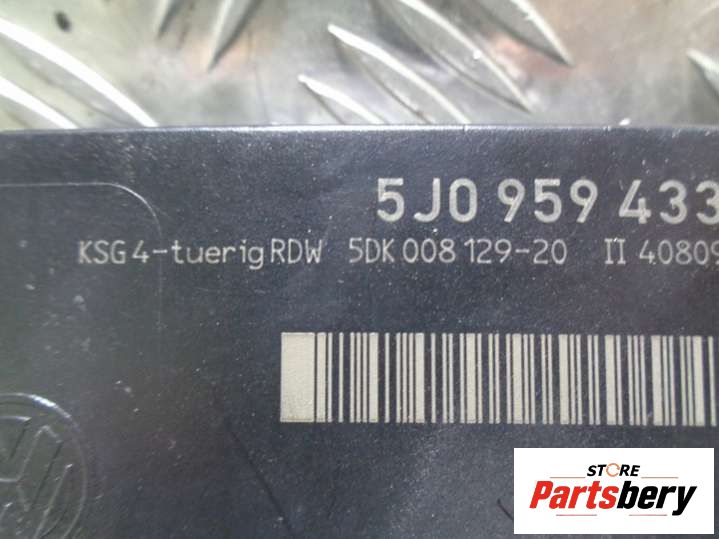 5J0 959 433
KSG 4-tuerig RDW 5DK 008 129-20 II 40809
STORE
Partsbery